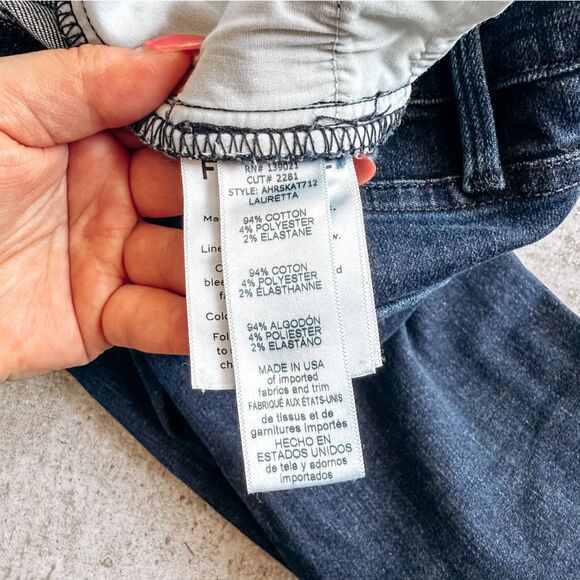 RN# 139021
CUT# 2281
STYLE: AHRSKAT712
LAURETTA
94% COTTON
4% POLYESTER
2% ELASTANE
94% COTON
4% POLYESTER
2% ÉLASTHANNE
94% ALGODÓN
4% POLIESTER
2% ELASTANO
MADE IN USA
of imported
fabrics and trim
FABRIQUÉ AUX ÉTATS-UNIS
de tissus et de
garnitures importés
HECHO EN
ESTADOS UNIDOS
de tela y adornos
importados